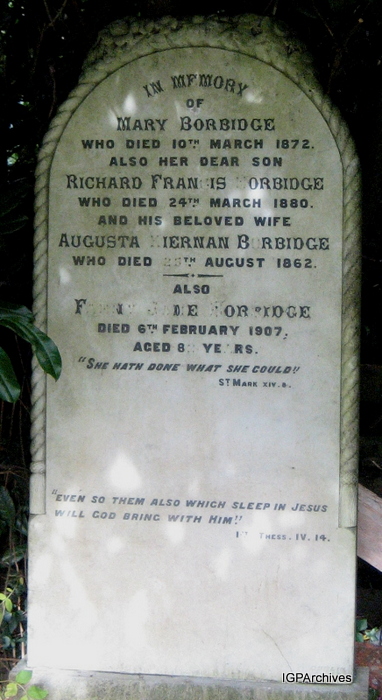 IN MEMORY
OF
MARY BORBIDGE
WHO DIED 10TH MARCH 1872.
ALSO HER DEAR SON
RICHARD FRANCIS BORBIDGE
WHO DIED 24TH MARCH 1880.
AND HIS BELOVED WIFE
AUGUSTA KIERNAN BORBIDGE
WHO DIED AUGUST 1862.
ALSO
BORBIDGE
DIED 6TH FEBRUARY 1907,
AGED YEARS.
"SHE HATH DONE WHAT SHE COULD"
ST MARK XIV. 8.
"EVEN SO THEM ALSO WHICH SLEEP IN JESUS
WILL GOD BRING WITH HIM."
THESS. IV. 14.
IGPArchives